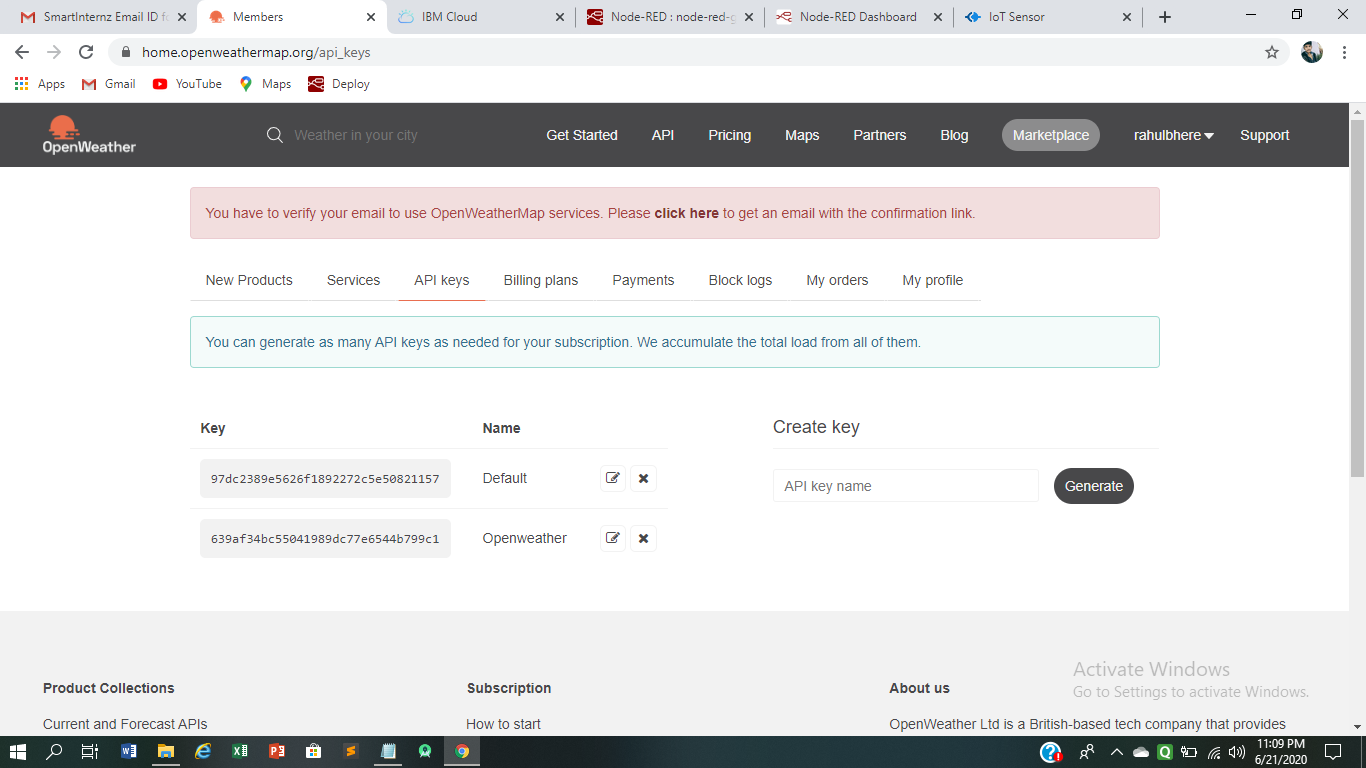 SmartInternz Email ID f
Members
IBM Cloud
Node-RED : node-red-g
Node-RED Dashboard
IoT Sensor
home.openweathermap.org/api_keys
Apps
Gmail
YouTube
Maps
Deploy
OpenWeather
Weather in your city
Get Started
API
Pricing
Maps
Partners
Blog
Marketplace
rahulbhere
Support
You have to verify your email to use OpenWeatherMap services. Please click here to get an email with the confirmation link.
New Products
Services
API keys
Billing plans
Payments
Block logs
My orders
My profile
You can generate as many API keys as needed for your subscription. We accumulate the total load from all of them.
Key
Name
97dc2389e5626f1892272c5e50821157
Default
639af34bc55041989dc77e6544b799c1
Openweather
Create key
API key name
Generate
Activate Windows
Go to Settings to activate Windows.
Product Collections
Current and Forecast APIs
Subscription
How to start
About us
OpenWeather Ltd is a British-based tech company that provides
11:09 PM
6/21/2020